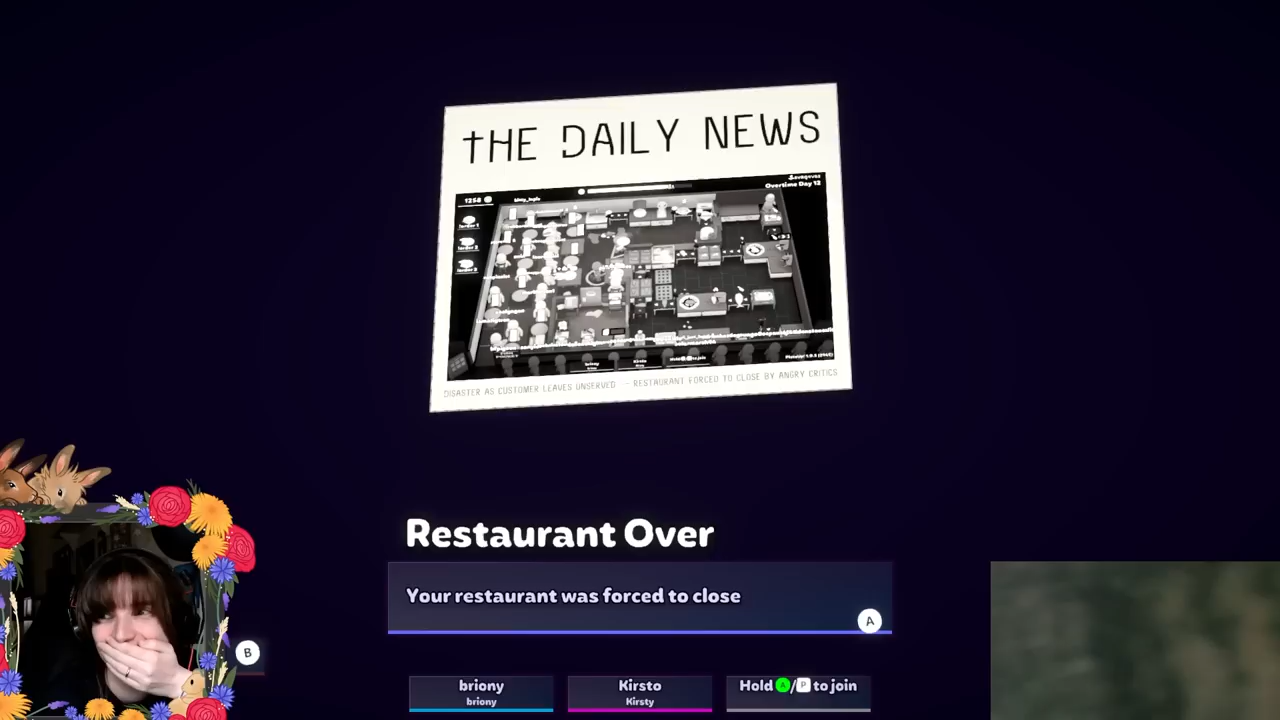 THE DAILY NEWS
1258
Overtime Day 12
DISASTER AS CUSTOMER LEAVES UNSERVED - RESTAURANT FORCED TO CLOSE BY ANGRY CRITICS
Restaurant Over
Your restaurant was forced to close
A
B
briony
briony
Kirsto
Kirsty
Hold A/P to join